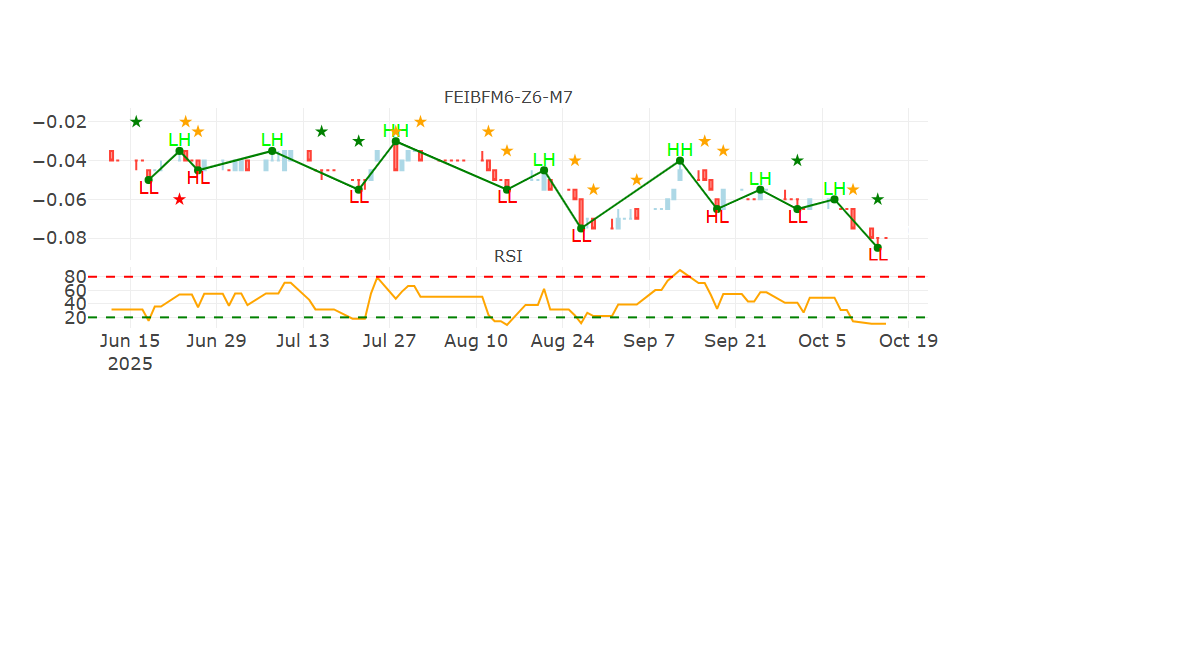 FEIBFM6-Z6-M7
−0.02
−0.04
−0.06
−0.08
LL
LH
HL
LH
LL
HH
LL
LH
LL
HH
HL
LH
LL
LH
LL
RSI
80
60
40
20
Jun 15 Jun 29 Jul 13 Jul 27 Aug 10 Aug 24 Sep 7 Sep 21 Oct 5 Oct 19
2025